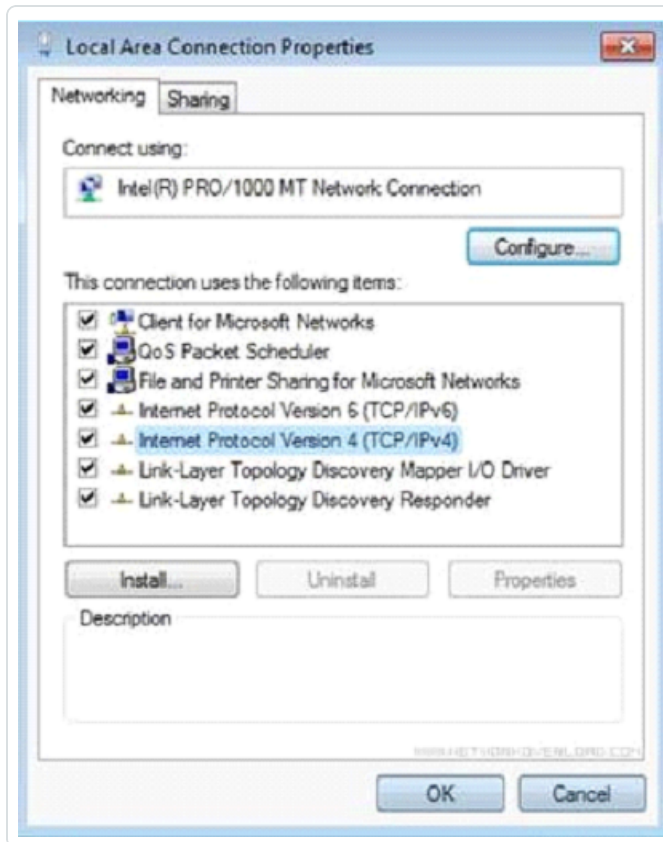 Local Area Connection Properties
Networking
Sharing
Connect using:
Intel(R) PRO/1000 MT Network Connection
Configure...
This connection uses the following items:
Client for Microsoft Networks
QoS Packet Scheduler
File and Printer Sharing for Microsoft Networks
Internet Protocol Version 6 (TCP/IPv6)
Internet Protocol Version 4 (TCP/IPv4)
Link-Layer Topology Discovery Mapper I/O Driver
Link-Layer Topology Discovery Responder
Install...
Uninstall
Properties
Description
OK
Cancel